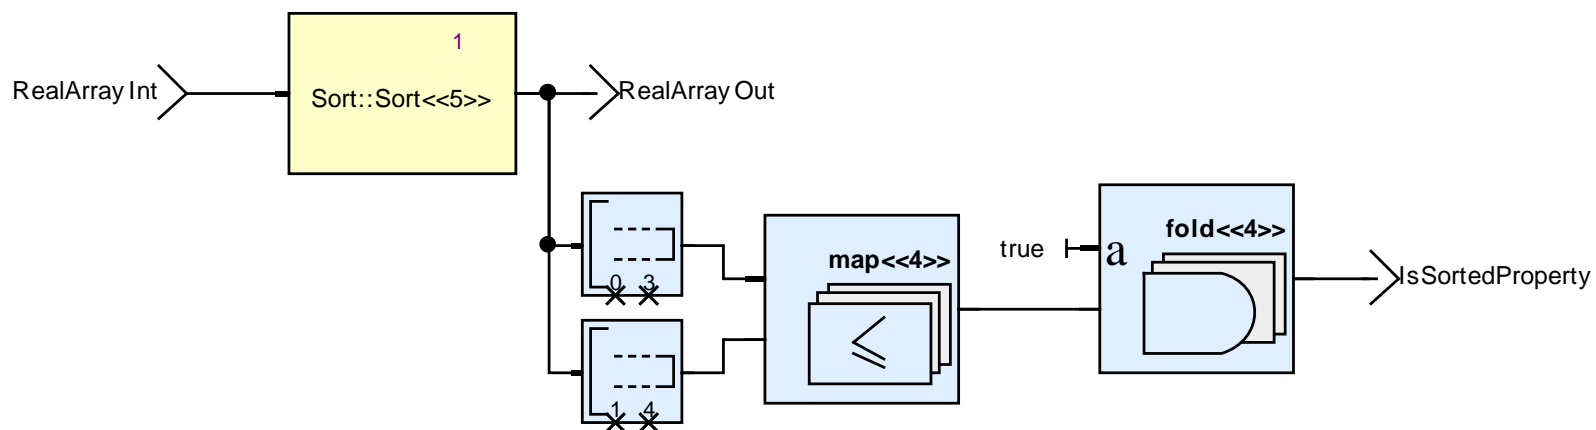 1
RealArray Int
Sort::Sort<<5>>
RealArray Out
0 3
map<<4>>
≤
true
a
fold<<4>>
IsSortedProperty
1 4